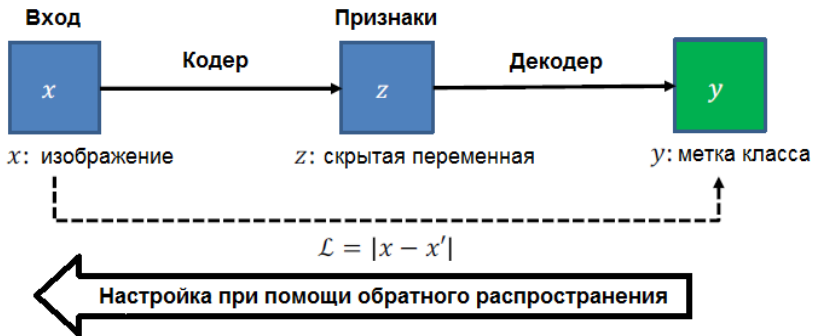 Вход
Признаки
Кодер
Декодер
x
z
y
x: изображение
z: скрытая переменная
y: метка класса
ℒ = |x − x′|
Настройка при помощи обратного распространения